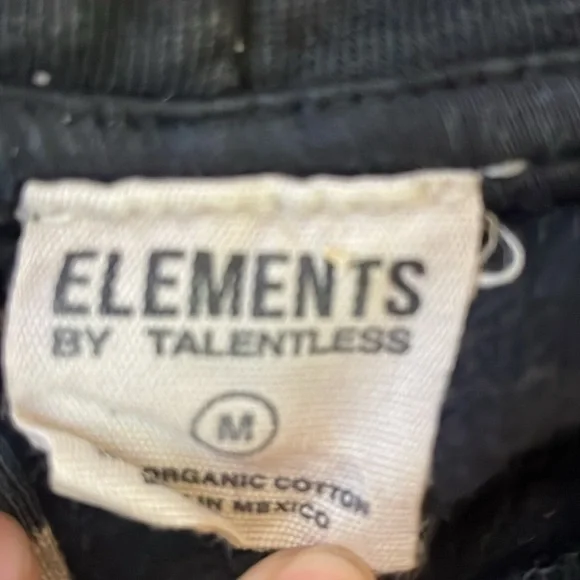 ELEMENTS
BY TALENTLESS
M
ORGANIC COTTON
IN MEXICO